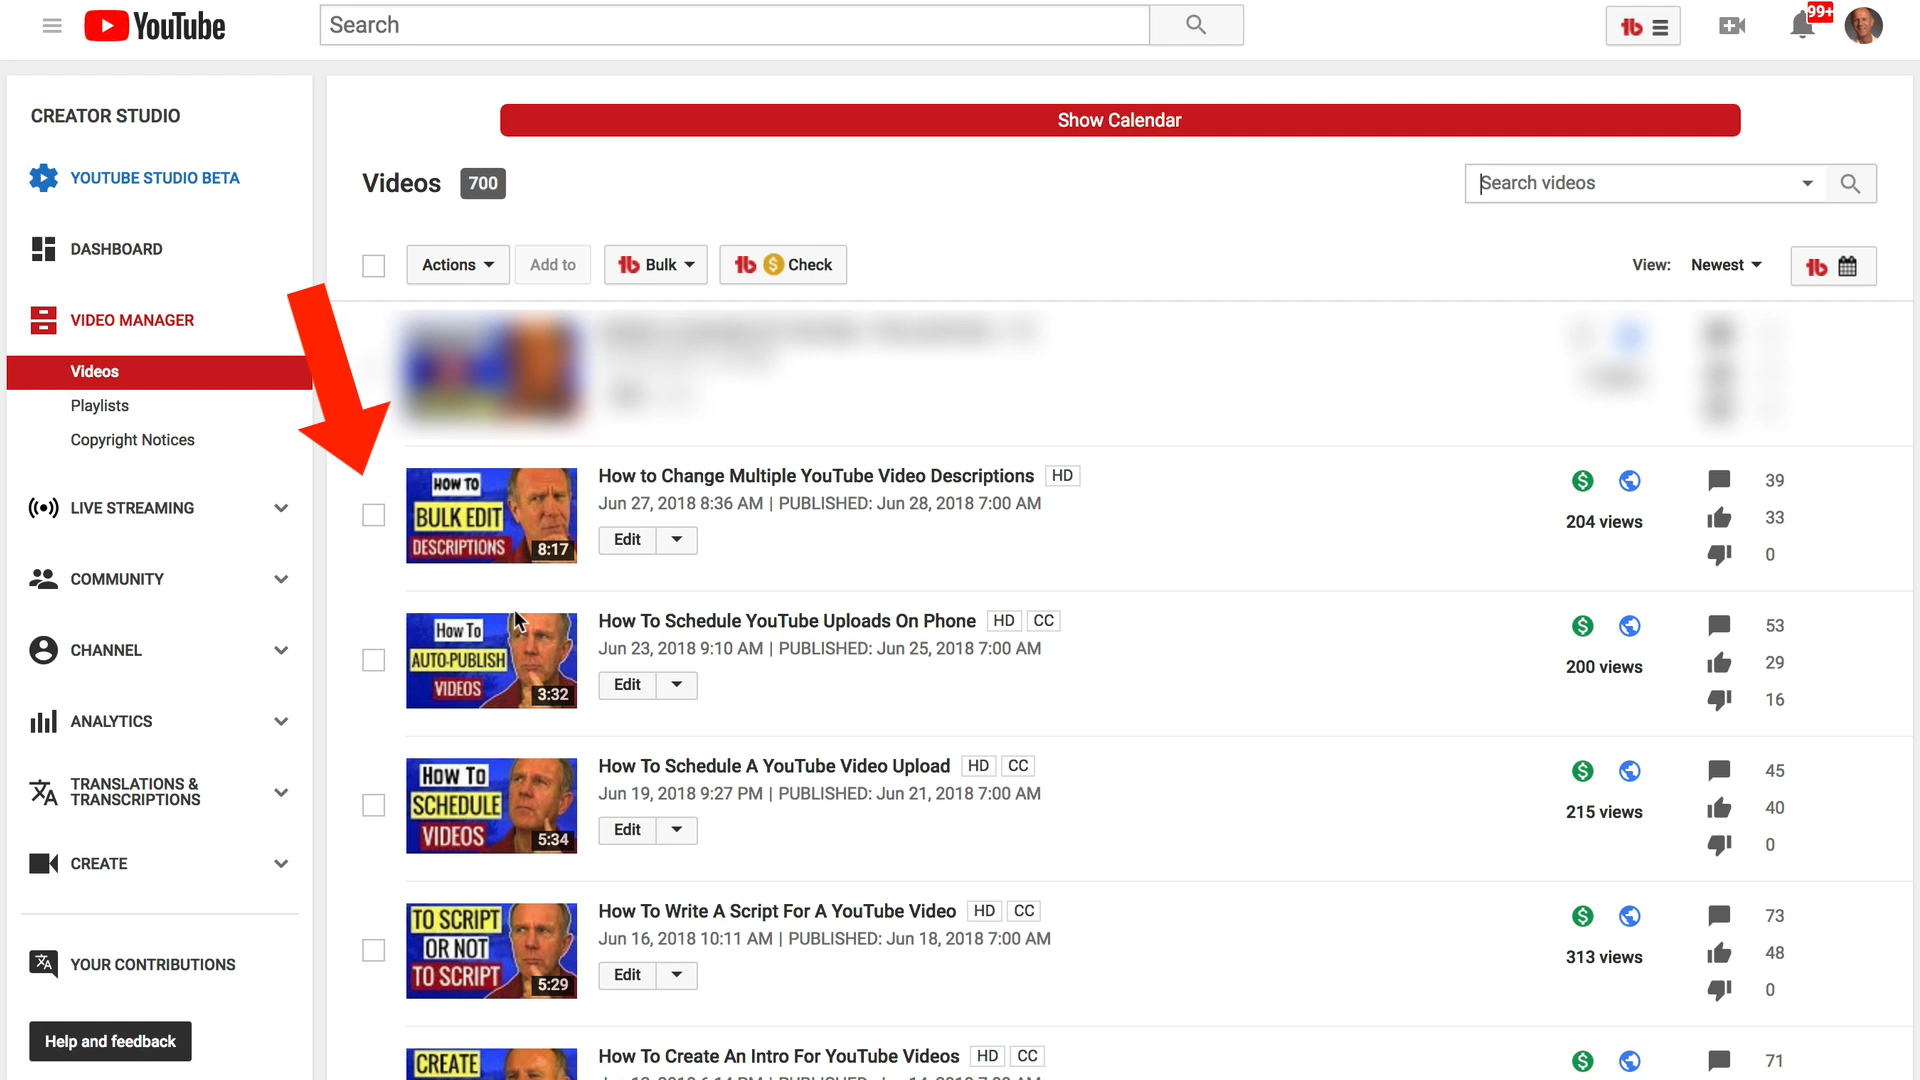 YouTube
Search
99+
CREATOR STUDIO
YOUTUBE STUDIO BETA
DASHBOARD
VIDEO MANAGER
Videos
Playlists
Copyright Notices
LIVE STREAMING
COMMUNITY
CHANNEL
ANALYTICS
TRANSLATIONS &
TRANSCRIPTIONS
CREATE
YOUR CONTRIBUTIONS
Help and feedback
Show Calendar
Videos 700
Search videos
Actions Add to Bulk Check
View: Newest
HOW TO
BULK EDIT
DESCRIPTIONS
8:17
How to Change Multiple YouTube Video Descriptions HD
Jun 27, 2018 8:36 AM | PUBLISHED: Jun 28, 2018 7:00 AM
Edit
204 views
39
33
0
How To
AUTO-PUBLISH
VIDEOS
3:32
How To Schedule YouTube Uploads On Phone HD CC
Jun 23, 2018 9:10 AM | PUBLISHED: Jun 25, 2018 7:00 AM
Edit
200 views
53
29
16
HOW TO
SCHEDULE
VIDEOS
5:34
How To Schedule A YouTube Video Upload HD CC
Jun 19, 2018 9:27 PM | PUBLISHED: Jun 21, 2018 7:00 AM
Edit
215 views
45
40
0
TO SCRIPT
OR NOT
TO SCRIPT
5:29
How To Write A Script For A YouTube Video HD CC
Jun 16, 2018 10:11 AM | PUBLISHED: Jun 18, 2018 7:00 AM
Edit
313 views
73
48
0
CREATE
How To Create An Intro For YouTube Videos HD CC
71